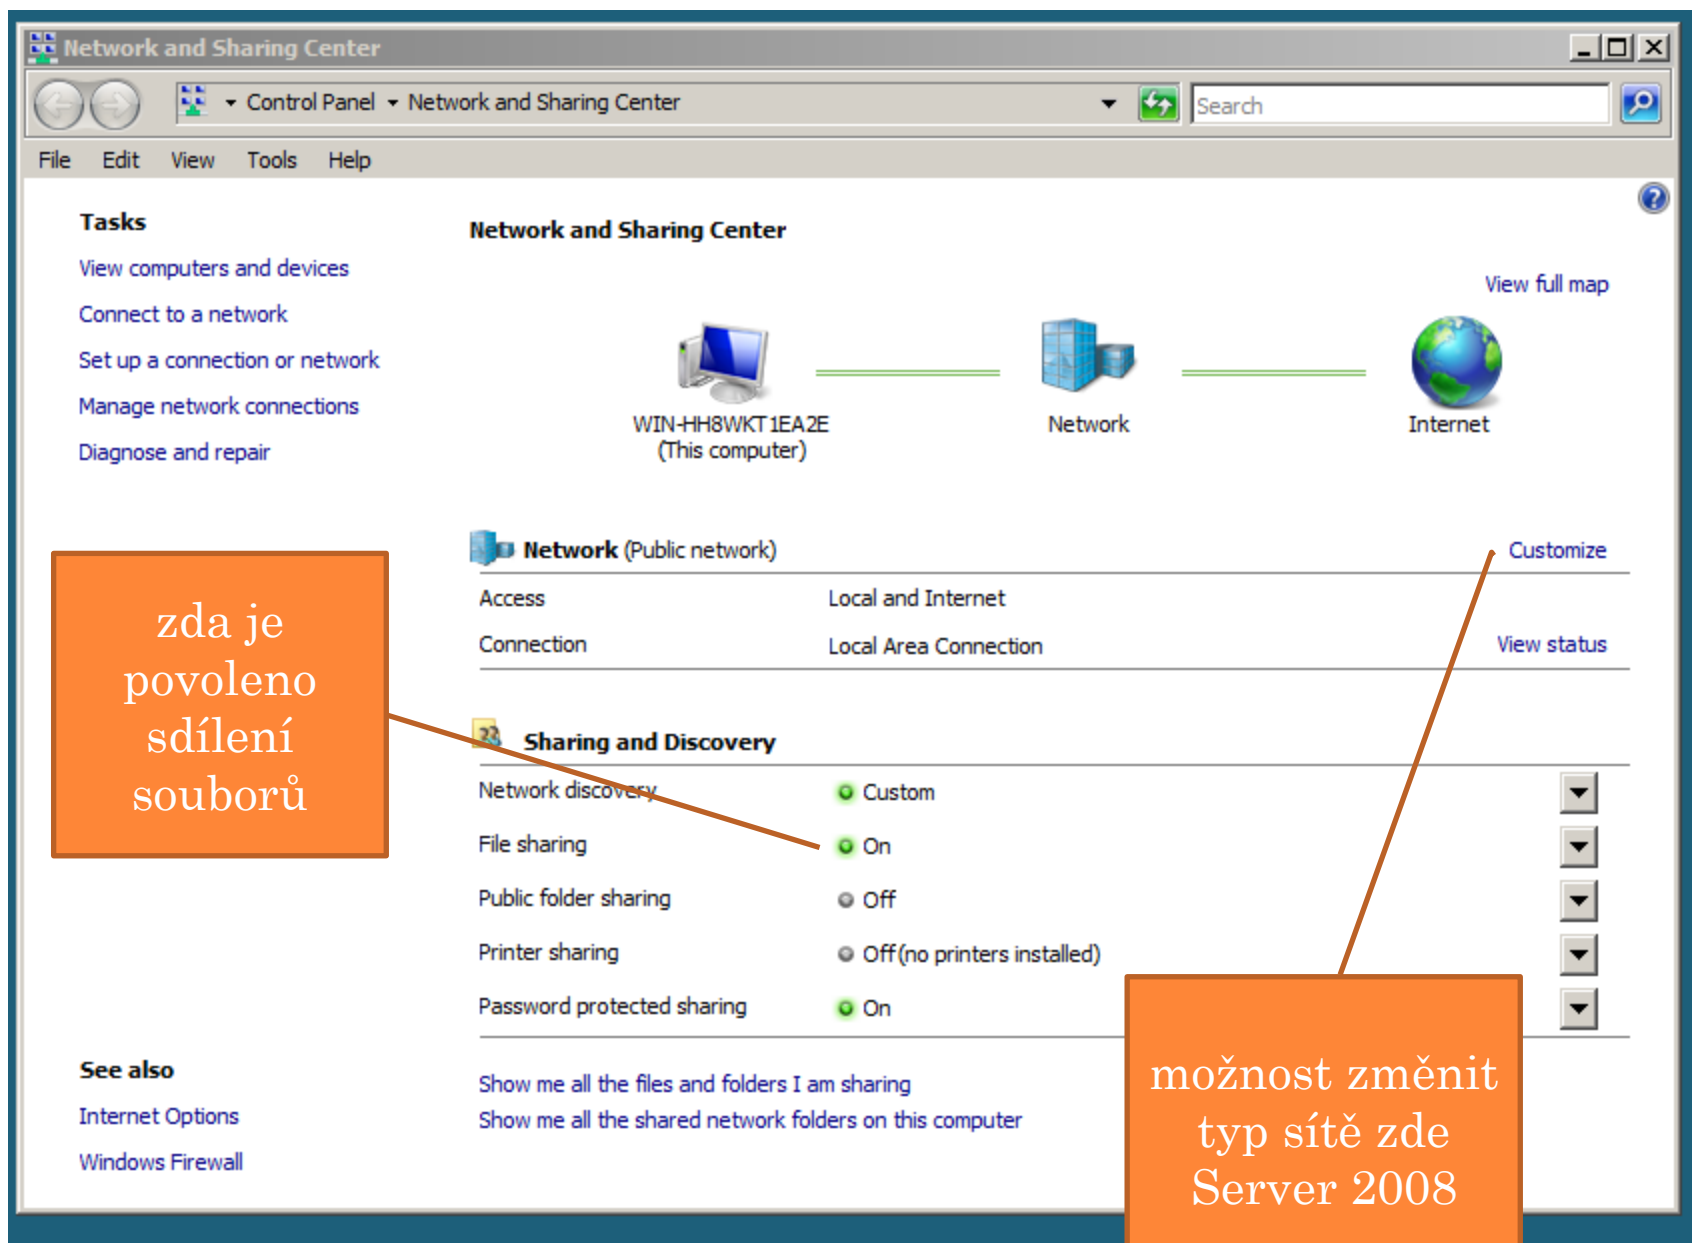 Network and Sharing Center
Control Panel
Network and Sharing Center
Search
File Edit View Tools Help
Tasks
View computers and devices
Connect to a network
Set up a connection or network
Manage network connections
Diagnose and repair
Network and Sharing Center
View full map
WIN-HH8WKT1EA2E
(This computer)
Network
Internet
Network (Public network)
Customize
Access Local and Internet
Connection Local Area Connection
View status
zda je
povoleno
sdílení
souborů
Sharing and Discovery
Network discovery Custom
File sharing On
Public folder sharing Off
Printer sharing Off (no printers installed)
Password protected sharing On
Show me all the files and folders I am sharing
Show me all the shared network folders on this computer
See also
Internet Options
Windows Firewall
možnost změnit
typ sítě zde
Server 2008